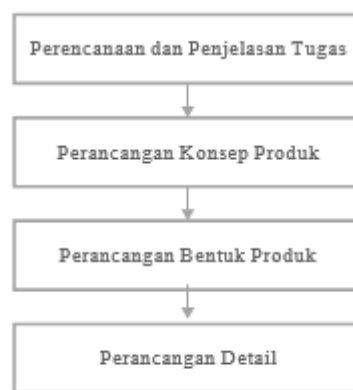 Perencanaan dan Penjelasan Tugas
Perancangan Konsep Produk
Perancangan Bentuk Produk
Perancangan Detail